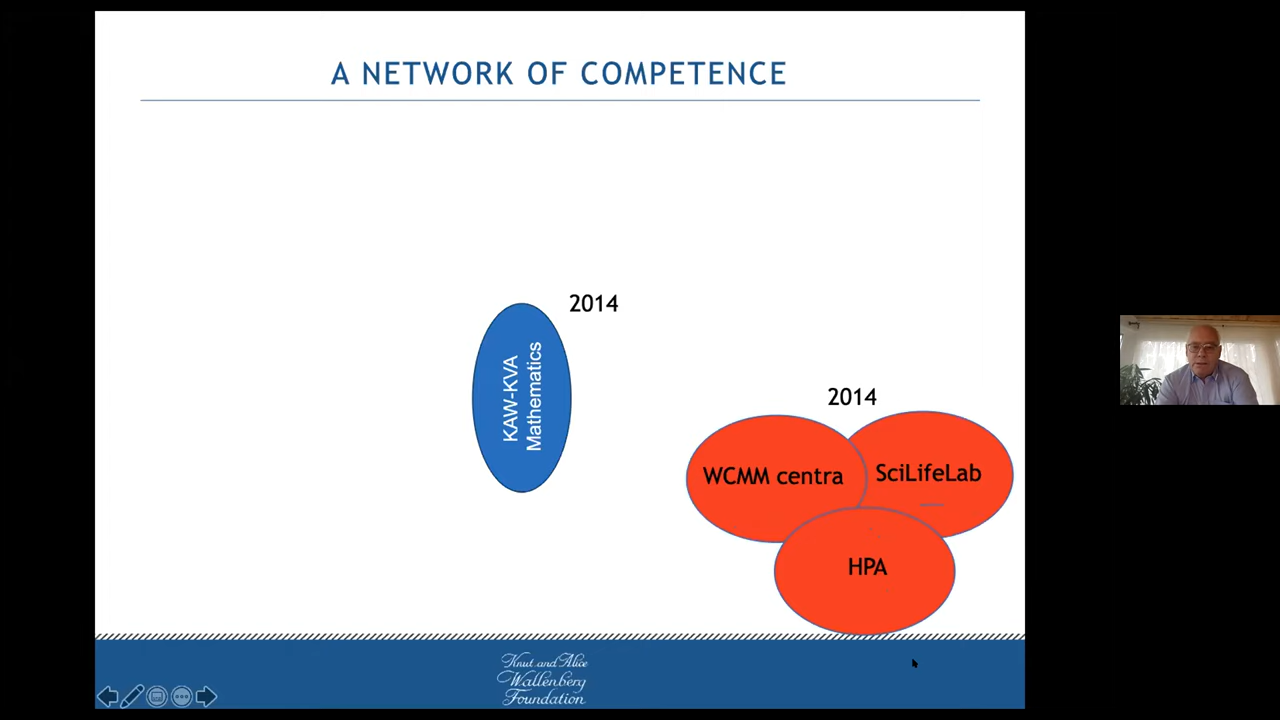 A NETWORK OF COMPETENCE
2014
KAW-KVA
Mathematics
2014
WCMM centra
SciLifeLab
HPA
Knut and Alice
Wallenberg
Foundation